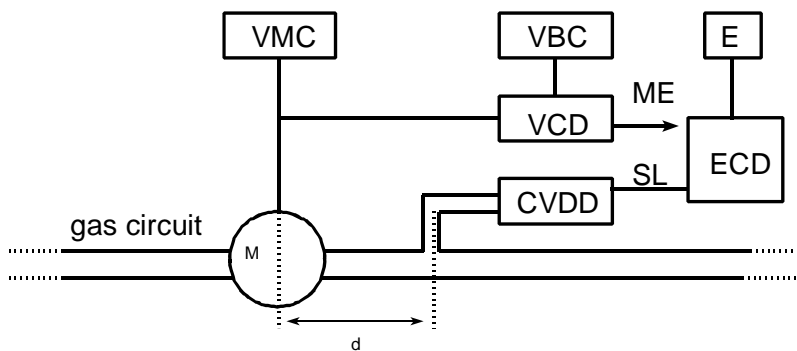 VMC
VBC
E
ME
VCD
ECD
SL
CVDD
gas circuit
M
d